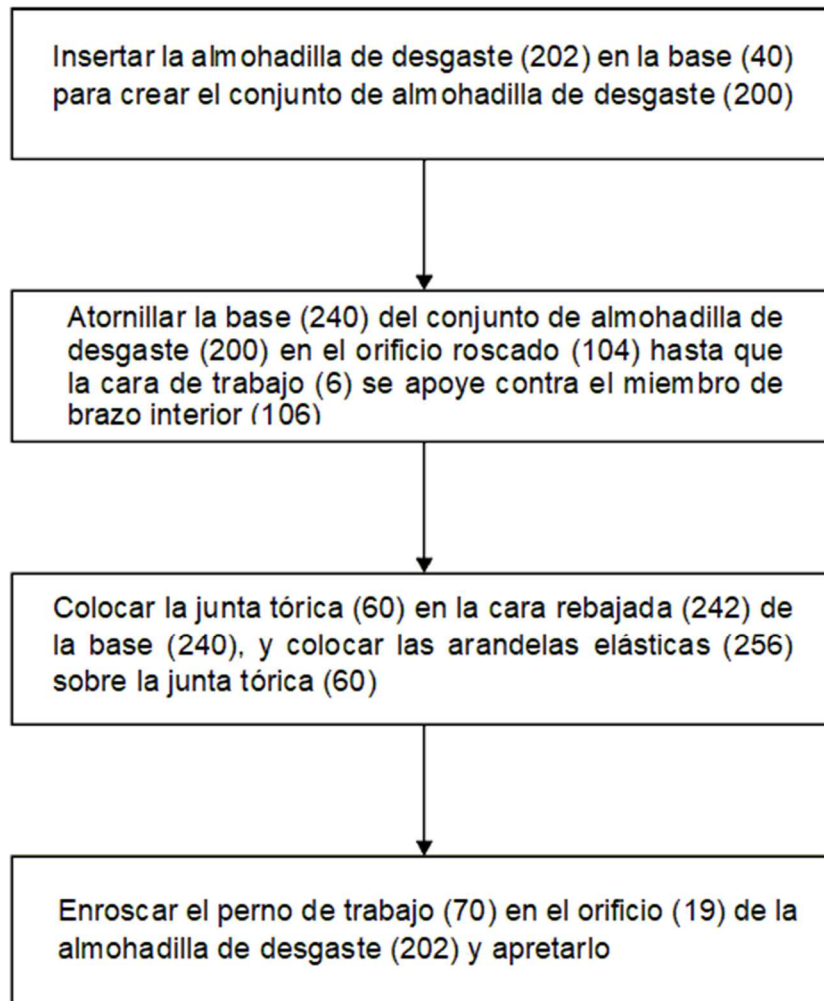 Insertar la almohadilla de desgaste (202) en la base (40)
para crear el conjunto de almohadilla de desgaste (200)
Atornillar la base (240) del conjunto de almohadilla de
desgaste (200) en el orificio roscado (104) hasta que
la cara de trabajo (6) se apoye contra el miembro de
brazo interior (106)
Colocar la junta tórica (60) en la cara rebajada (242) de
la base (240), y colocar las arandelas elásticas (256)
sobre la junta tórica (60)
Enroscar el perno de trabajo (70) en el orificio (19) de la
almohadilla de desgaste (202) y apretarlo